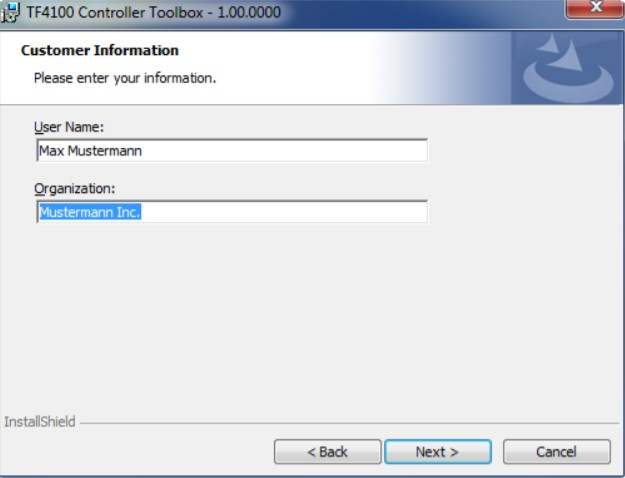 TF4100 Controller Toolbox - 1.00.0000
Customer Information
Please enter your information.
User Name:
Max Mustermann
Organization:
Mustermann Inc.
InstallShield
< Back Next > Cancel